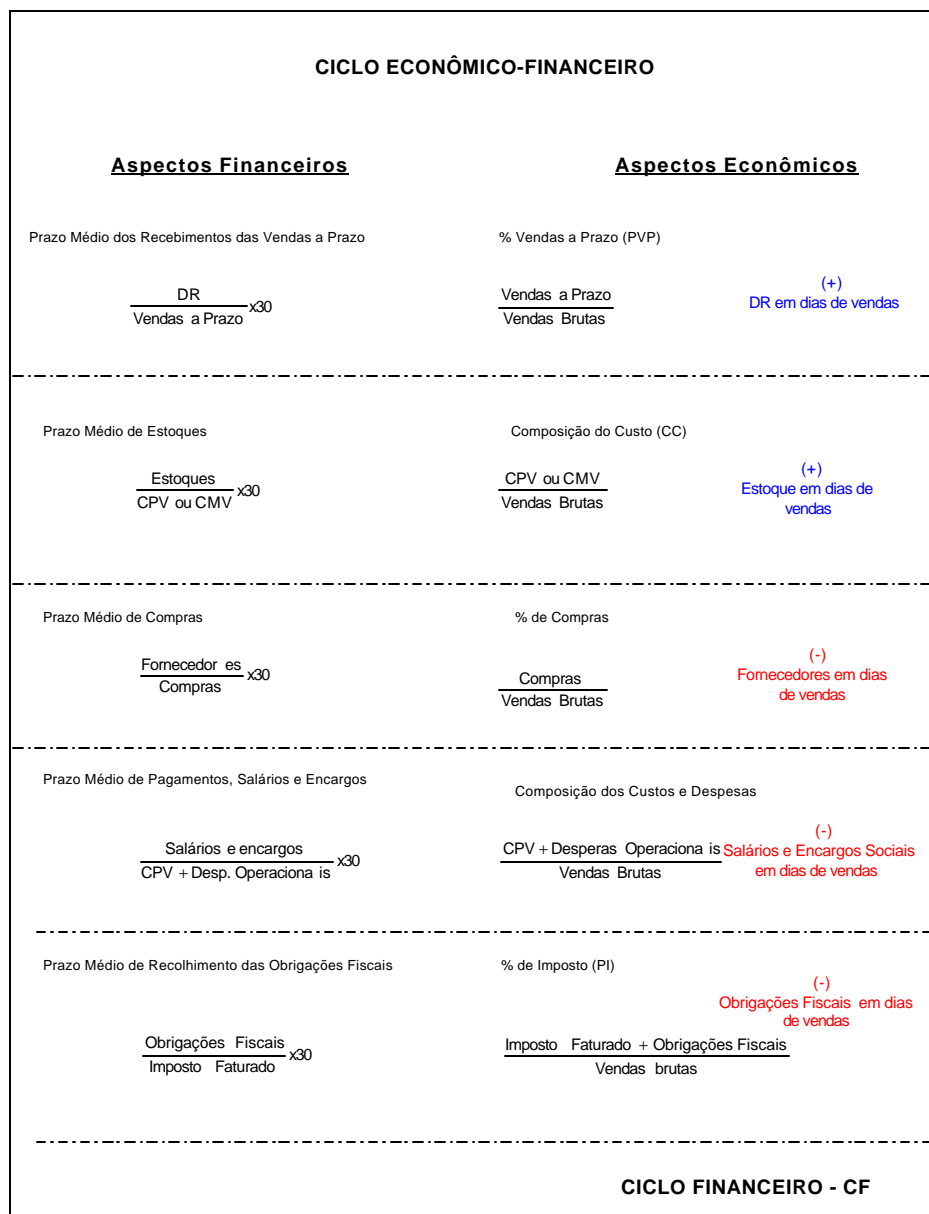 CICLO ECONÔMICO-FINANCEIRO
Aspectos Financeiros
Aspectos Econômicos
Prazo Médio dos Recebimentos das Vendas a Prazo
% Vendas a Prazo (PVP)
DR
Vendas a Prazo
x30
Vendas a Prazo
Vendas Brutas
(+)
DR em dias de vendas
Prazo Médio de Estoques
Composição do Custo (CC)
Estoques
CPV ou CMV
x30
CPV ou CMV
Vendas Brutas
(+)
Estoque em dias de
vendas
Prazo Médio de Compras
% de Compras
Fornecedor es
Compras
x30
Compras
Vendas Brutas
(-)
Fornecedores em dias
de vendas
Prazo Médio de Pagamentos, Salários e Encargos
Composição dos Custos e Despesas
Salários e encargos
CPV + Desp. Operaciona is
x30
CPV + Desperas Operaciona is
Vendas Brutas
(-)
Salários e Encargos Sociais
em dias de vendas
Prazo Médio de Recolhimento das Obrigações Fiscais
% de Imposto (PI)
(-)
Obrigações Fiscais em dias
de vendas
Obrigações Fiscais
Imposto Faturado
x30
Imposto Faturado + Obrigações Fiscais
Vendas brutas
CICLO FINANCEIRO - CF